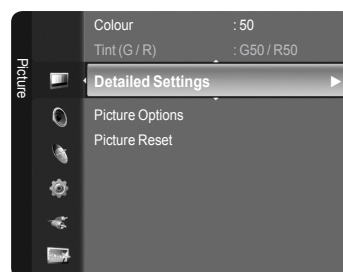 Picture
Colour : 50
Tint (G / R) : G50 / R50
Detailed Settings
Picture Options
Picture Reset